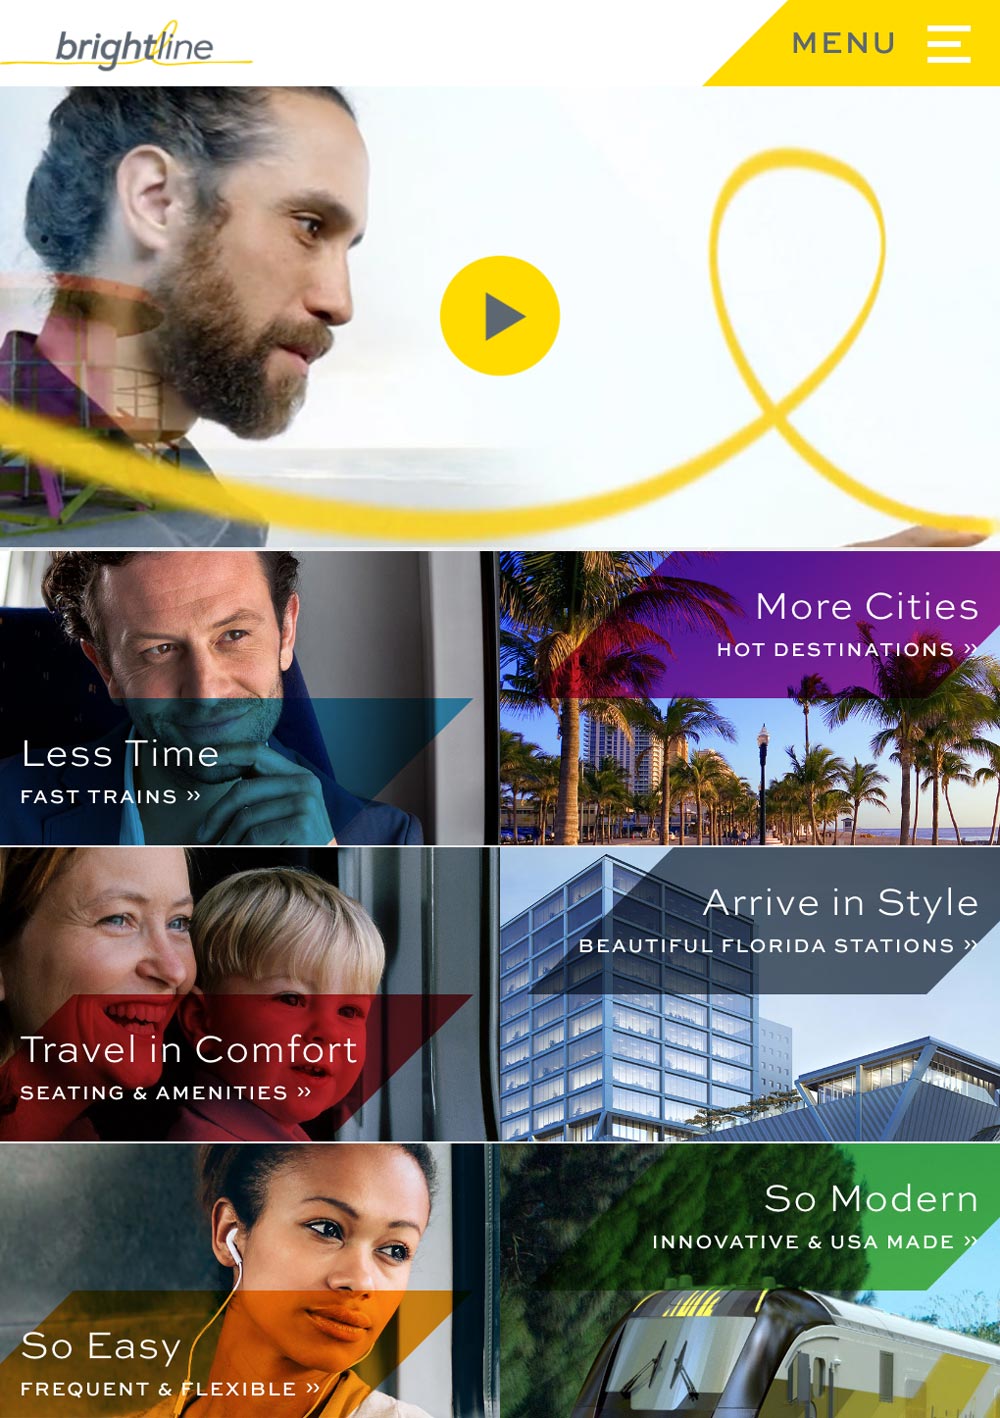 brightline
MENU
Less Time
FAST TRAINS »
More Cities
HOT DESTINATIONS »
Travel in Comfort
SEATING & AMENITIES »
Arrive in Style
BEAUTIFUL FLORIDA STATIONS »
So Easy
FREQUENT & FLEXIBLE »
So Modern
INNOVATIVE & USA MADE »